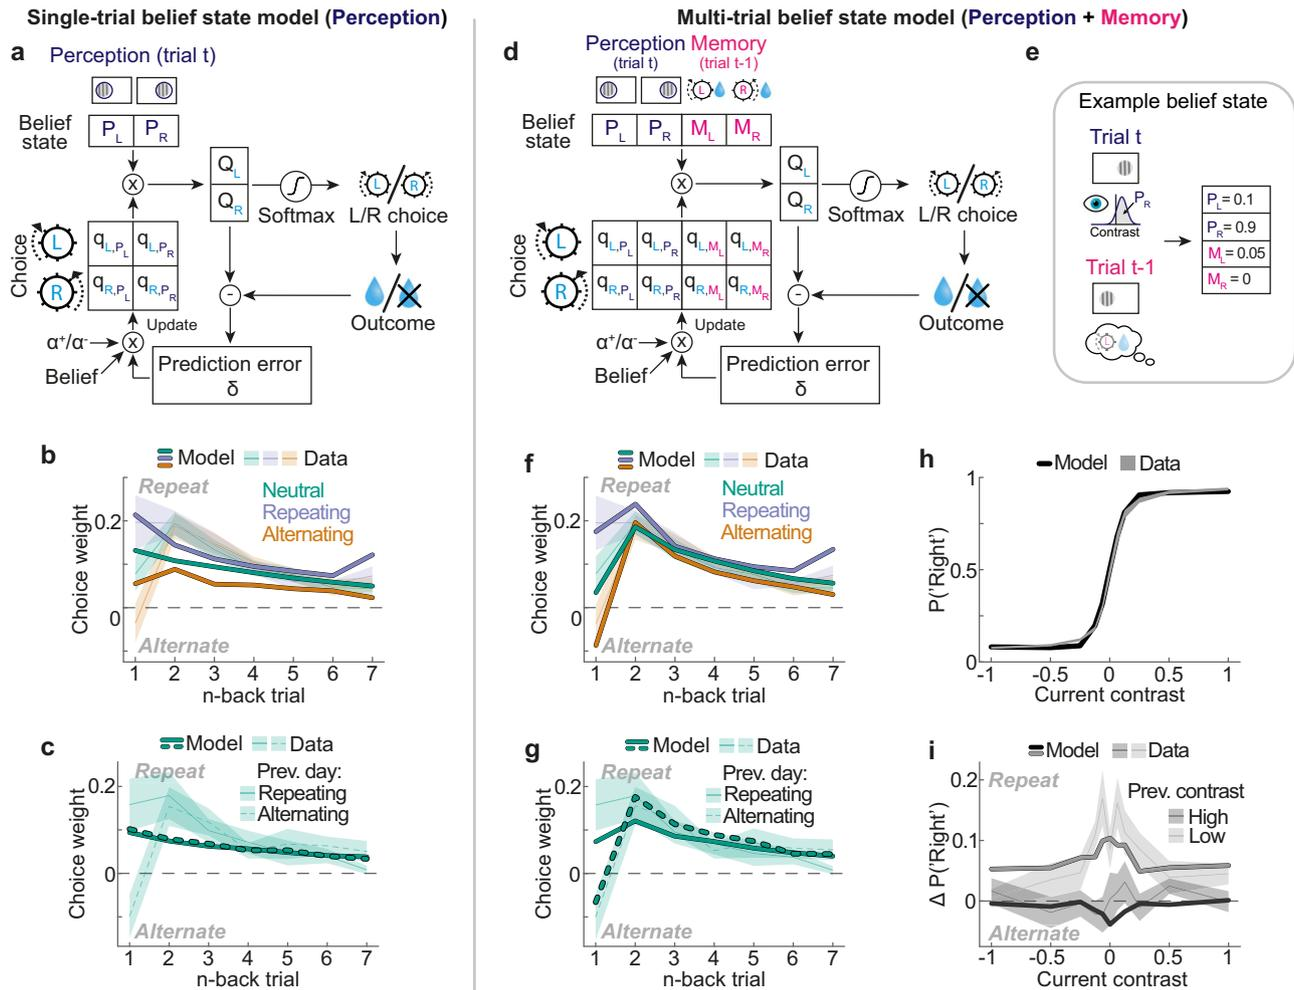 Single-trial belief state model (Perception)
a
Perception (trial t)
Belief
state
P_L
P_R
X
Q_L
Q_R
Softmax
L / R
L/R choice
Choice
L
R
q_L,P_L
q_L,P_R
q_R,P_L
q_R,P_R
-
Outcome
Update
α+/α-
X
Belief
Prediction error
δ
Multi-trial belief state model (Perception + Memory)
d
Perception Memory
(trial t) (trial t-1)
L R
Belief
state
P_L
P_R
M_L
M_R
X
Q_L
Q_R
Softmax
L / R
L/R choice
Choice
L
R
q_L,P_L
q_L,P_R
q_L,M_L
q_L,M_R
q_R,P_L
q_R,P_R
q_R,M_L
q_R,M_R
-
Outcome
Update
α+/α-
X
Belief
Prediction error
δ
e
Example belief state
Trial t
P_R
Contrast
Trial t-1
L
P_L = 0.1
P_R = 0.9
M_L = 0.05
M_R = 0
b
Model Data
Repeat
Neutral
Repeating
Alternating
Choice weight
0.2
0
Alternate
1 2 3 4 5 6 7
n-back trial
f
Model Data
Repeat
Neutral
Repeating
Alternating
Choice weight
0.2
0
Alternate
1 2 3 4 5 6 7
n-back trial
h
Model Data
P('Right')
1
0.5
0
-1 -0.5 0 0.5 1
Current contrast
c
Model Data
Repeat
Prev. day:
Repeating
Alternating
Choice weight
0.2
0
Alternate
1 2 3 4 5 6 7
n-back trial
g
Model Data
Repeat
Prev. day:
Repeating
Alternating
Choice weight
0.2
0
Alternate
1 2 3 4 5 6 7
n-back trial
i
Model Data
Repeat
Prev. contrast
High
Low
Δ P('Right')
0.2
0.1
0
Alternate
-1 -0.5 0 0.5 1
Current contrast